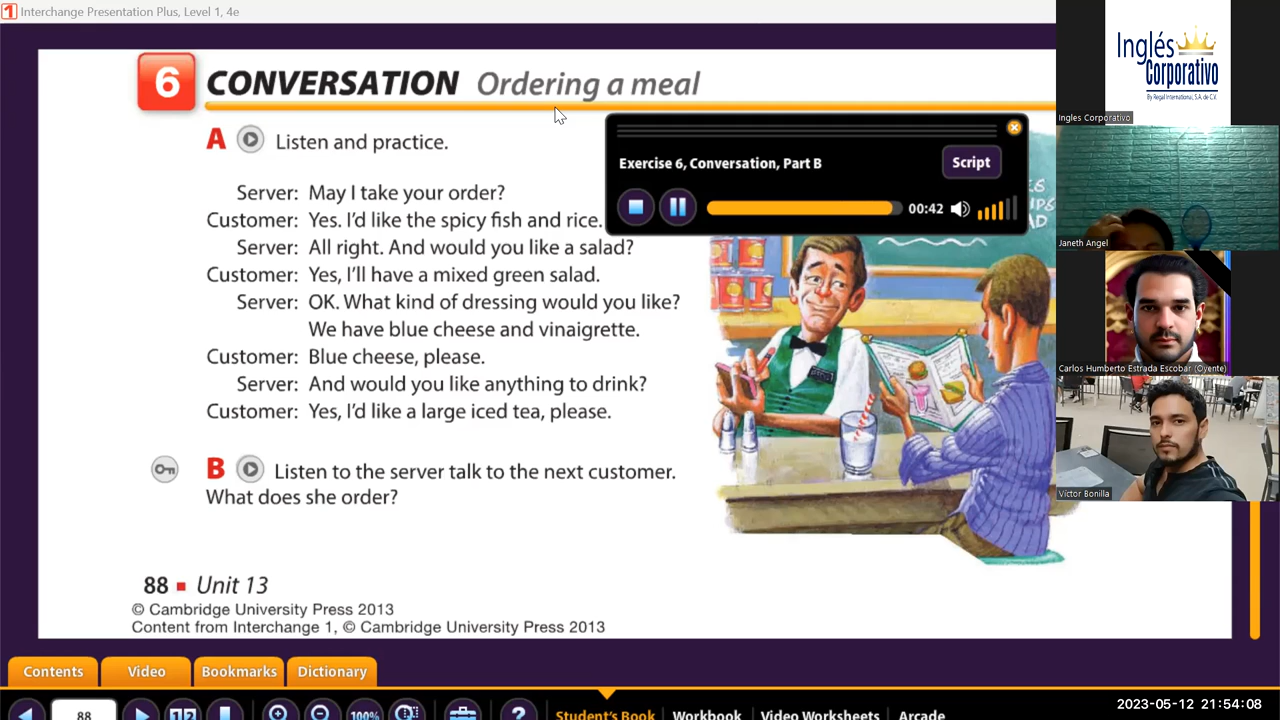 Interchange Presentation Plus, Level 1, 4e
6 CONVERSATION Ordering a meal
A Listen and practice.
Server: May I take your order?
Customer: Yes. I'd like the spicy fish and rice.
Server: All right. And would you like a salad?
Customer: Yes, I'll have a mixed green salad.
Server: OK. What kind of dressing would you like?
We have blue cheese and vinaigrette.
Customer: Blue cheese, please.
Server: And would you like anything to drink?
Customer: Yes, I'd like a large iced tea, please.
B Listen to the server talk to the next customer.
What does she order?
88 Unit 13
© Cambridge University Press 2013
Content from Interchange 1, © Cambridge University Press 2013
Exercise 6, Conversation, Part B
Script
00:42
Inglés
Corporativo
By Regal International, S.A. de C.V.
Ingles Corporativo
Janeth Angel
Carlos Humberto Estrada Escobar (Oyente)
Víctor Bonilla
Contents
Video
Bookmarks
Dictionary
88
100%
?
Student's Book
Workbook
Video Worksheets
Arcade
2023-05-12 21:54:08